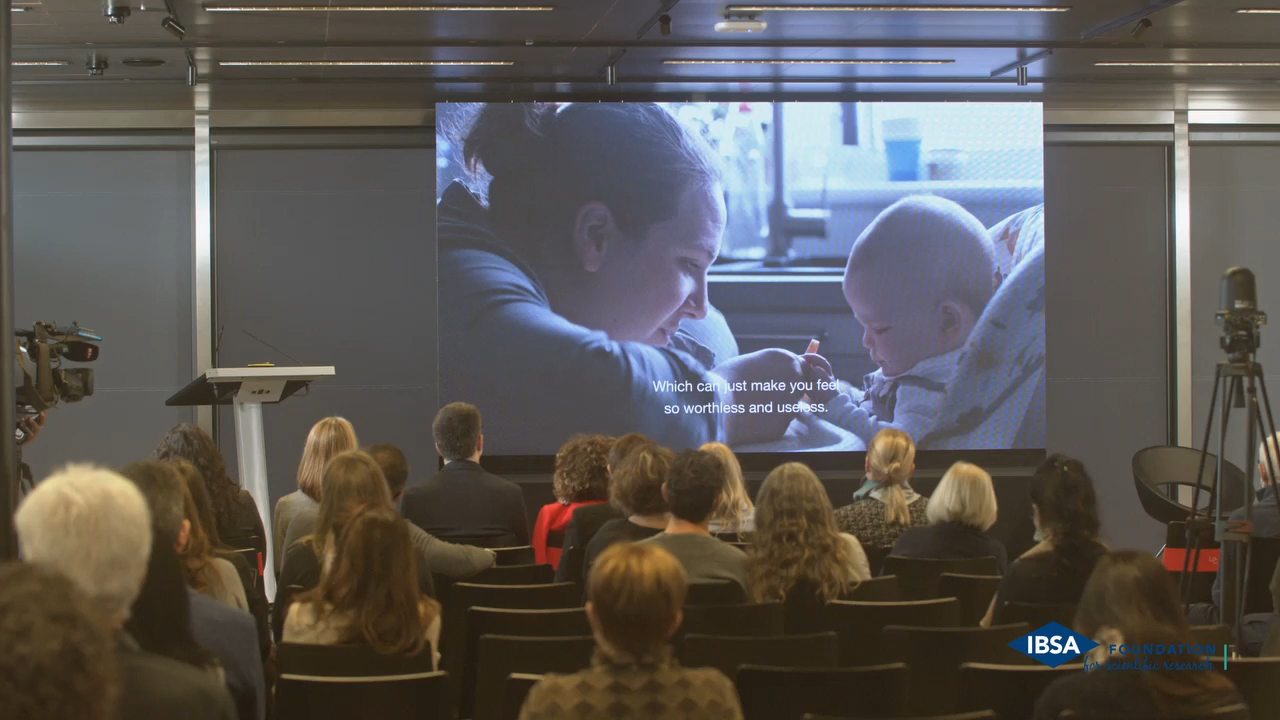 Which can just make you feel
so worthless and useless.
IBSA FOUNDATION
for scientific research